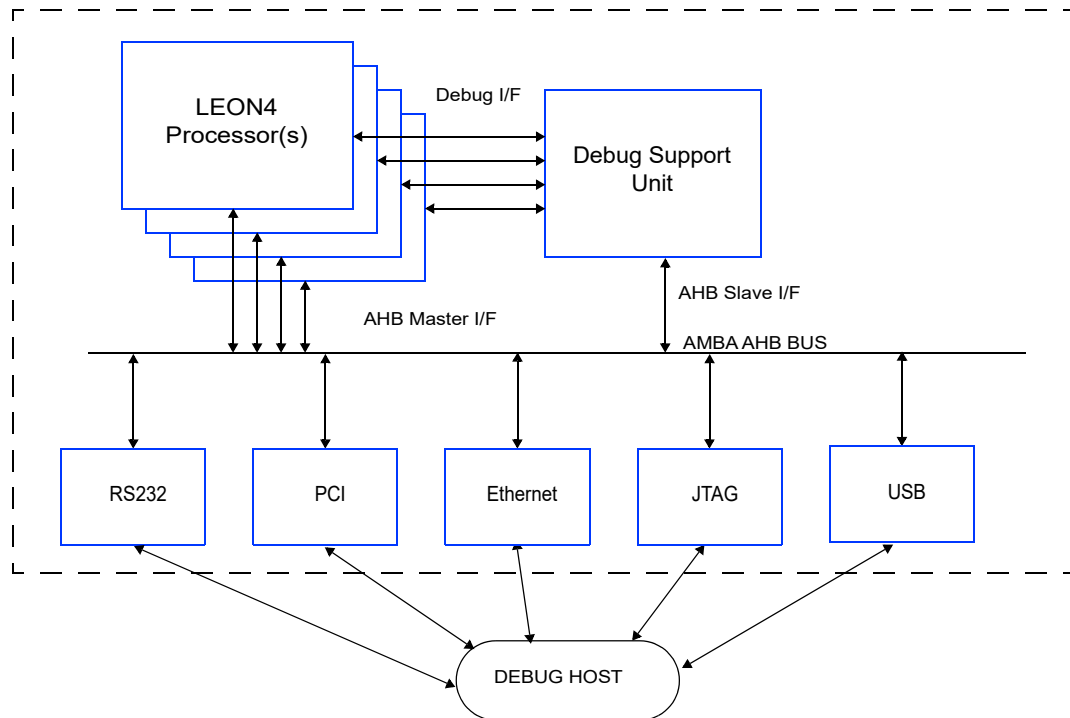 LEON4
Processor(s)
Debug I/F
Debug Support
Unit
AHB Slave I/F
AHB Master I/F
AMBA AHB BUS
RS232
PCI
Ethernet
JTAG
USB
DEBUG HOST